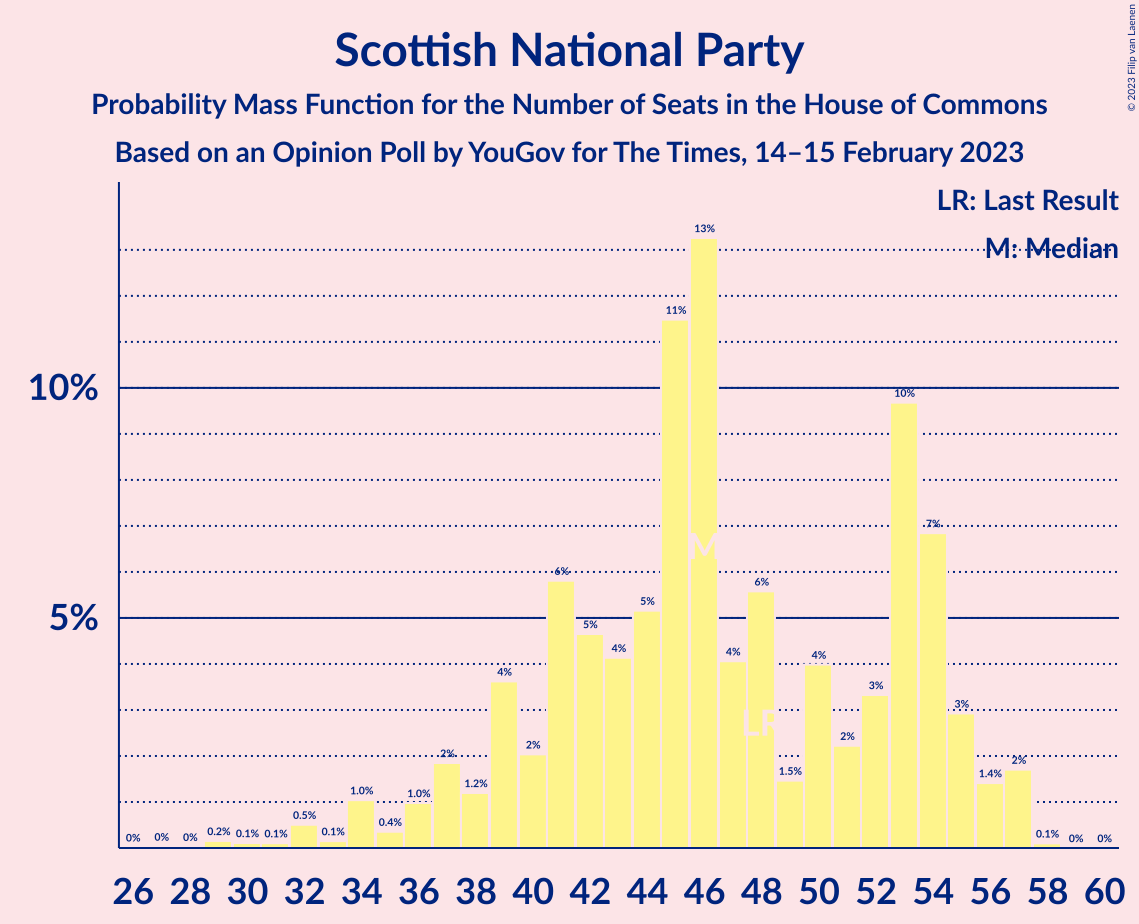 Scottish National Party
Probability Mass Function for the Number of Seats in the House of Commons
Based on an Opinion Poll by YouGov for The Times, 14–15 February 2023
© 2023 Filip van Laenen
LR: Last Result
M: Median
10%
5%
0% 0% 0% 0.2% 0.1% 0.1% 0.5% 0.1% 1.0% 0.4% 1.0% 2% 1.2% 4% 2% 6% 5% 4% 5% 11% 13% 4% 6% 1.5% 4% 2% 3% 10% 7% 3% 1.4% 2% 0.1% 0% 0%
M
LR
26 28 30 32 34 36 38 40 42 44 46 48 50 52 54 56 58 60